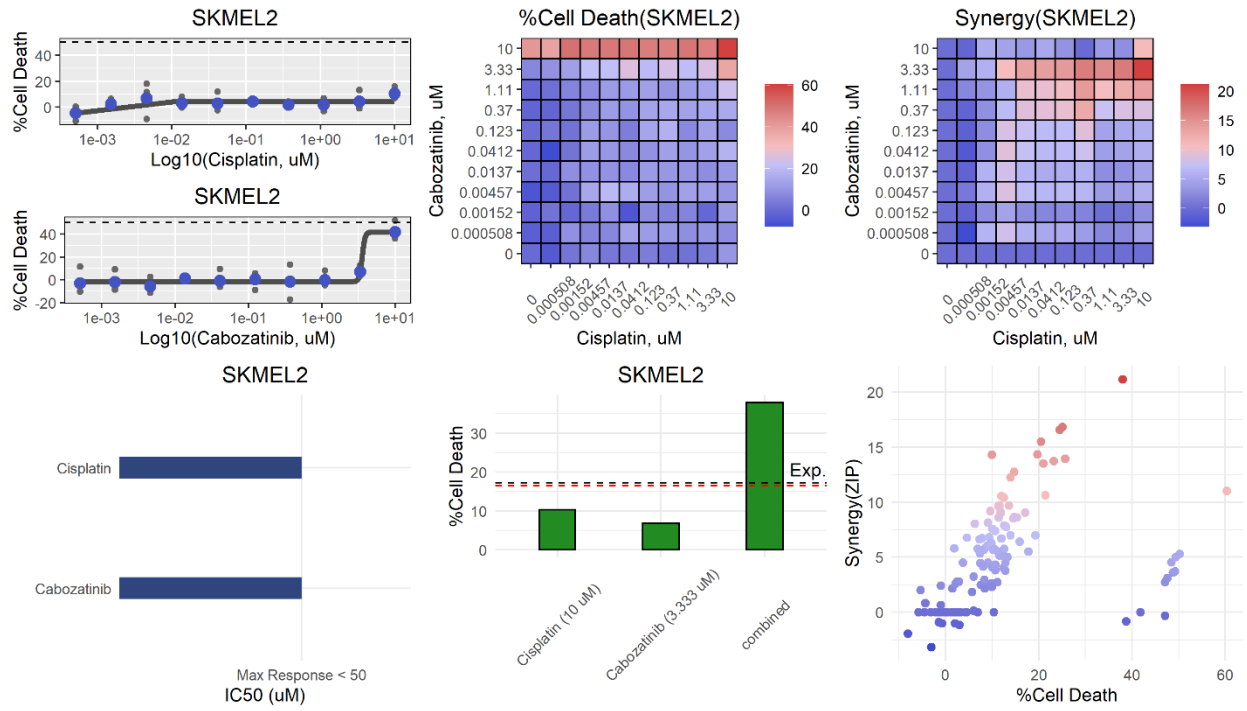 SKMEL2
%Cell Death
40
20
0
1e-03
1e-02
1e-01
1e+00
1e+01
Log10(Cisplatin, uM)
SKMEL2
%Cell Death
40
20
0
-20
1e-03
1e-02
1e-01
1e+00
1e+01
Log10(Cabozatinib, uM)
%Cell Death(SKMEL2)
Cabozatinib, uM
10
3.33
1.11
0.37
0.123
0.0412
0.0137
0.00457
0.00152
0.000508
0
0
0.000508
0.00152
0.00457
0.0137
0.0412
0.123
0.37
1.11
3.33
10
Cisplatin, uM
60
40
20
0
Synergy(SKMEL2)
Cabozatinib, uM
10
3.33
1.11
0.37
0.123
0.0412
0.0137
0.00457
0.00152
0.000508
0
0
0.000508
0.00152
0.00457
0.0137
0.0412
0.123
0.37
1.11
3.33
10
Cisplatin, uM
20
15
10
5
0
SKMEL2
Cisplatin
Cabozatinib
Max Response < 50
IC50 (uM)
SKMEL2
%Cell Death
30
20
10
0
Exp.
Cisplatin (10 uM)
Cabozatinib (3.333 uM)
combined
Synergy(ZIP)
20
15
10
5
0
0
20
40
60
%Cell Death